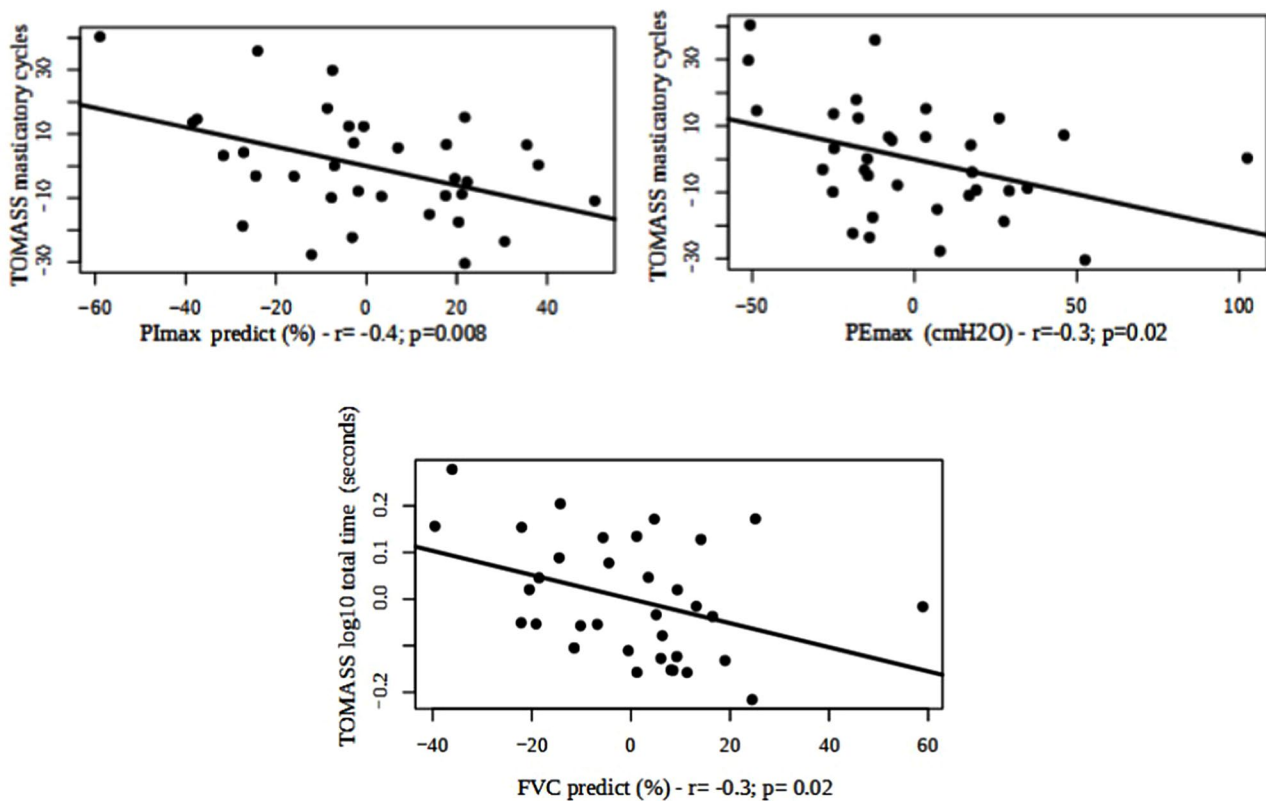 TOMASS masticatory cycles
30
10
−10
−30
−60 −40 −20 0 20 40
PImax predict (%) - r= -0.4; p=0.008
TOMASS masticatory cycles
30
10
−10
−30
−50 0 50 100
PEmax (cmH2O) - r=-0.3; p=0.02
TOMASS log10 total time (seconds)
0.2
0.1
0.0
−0.2
−40 −20 0 20 40 60
FVC predict (%) - r= -0.3; p= 0.02